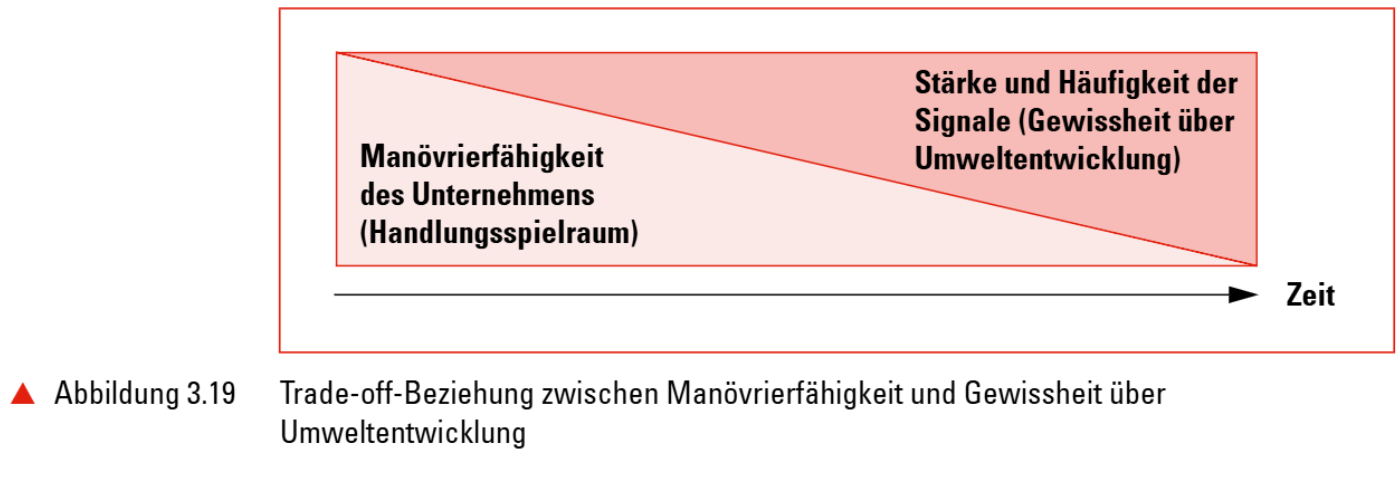 Stärke und Häufigkeit der
Signale (Gewissheit über
Umweltentwicklung)
Manövrierfähigkeit
des Unternehmens
(Handlungsspielraum)
Zeit
Abbildung 3.19 Trade-off-Beziehung zwischen Manövrierfähigkeit und Gewissheit über
Umweltentwicklung